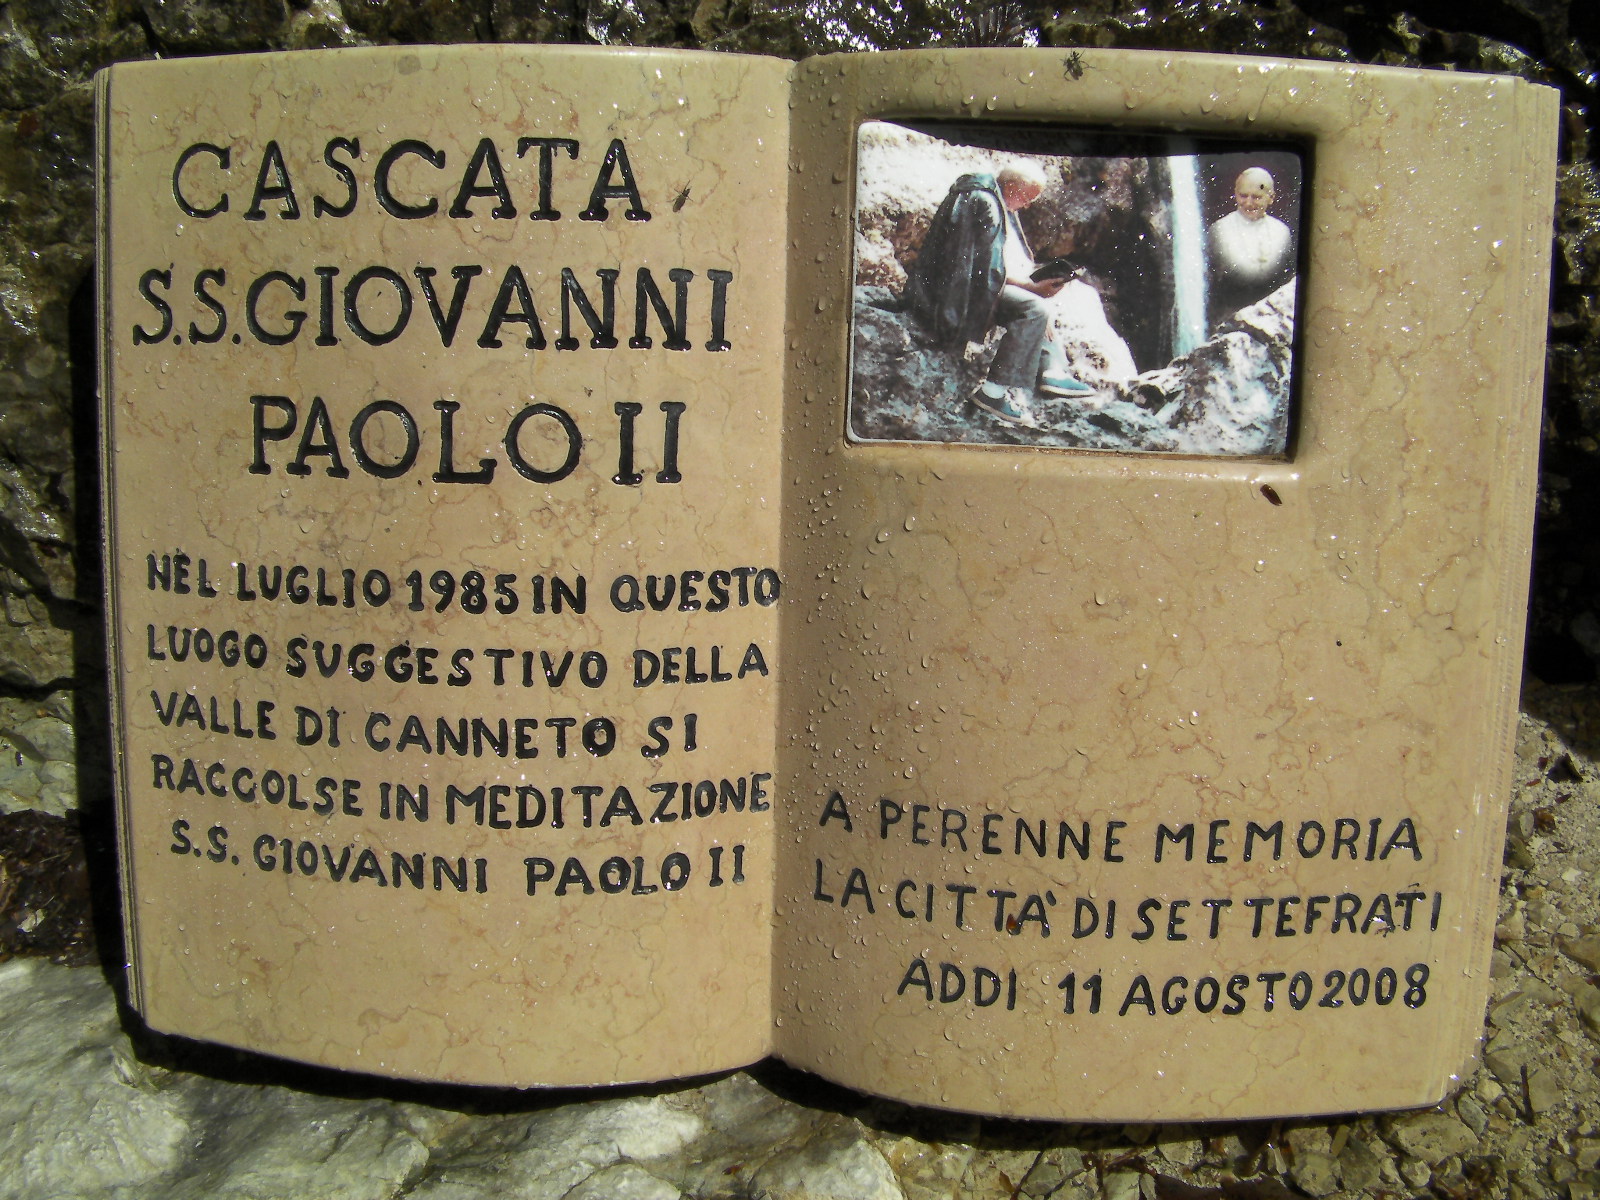 CASCATA
S.S.GIOVANNI
PAOLO II
NEL LUGLIO 1985 IN QUESTO
LUOGO SUGGESTIVO DELLA
VALLE DI CANNETO SI
RACCOLSE IN MEDITAZIONE
S.S. GIOVANNI PAOLO II
A PERENNE MEMORIA
LA CITTA' DI SETTEFRATI
ADDI 11 AGOSTO 2008